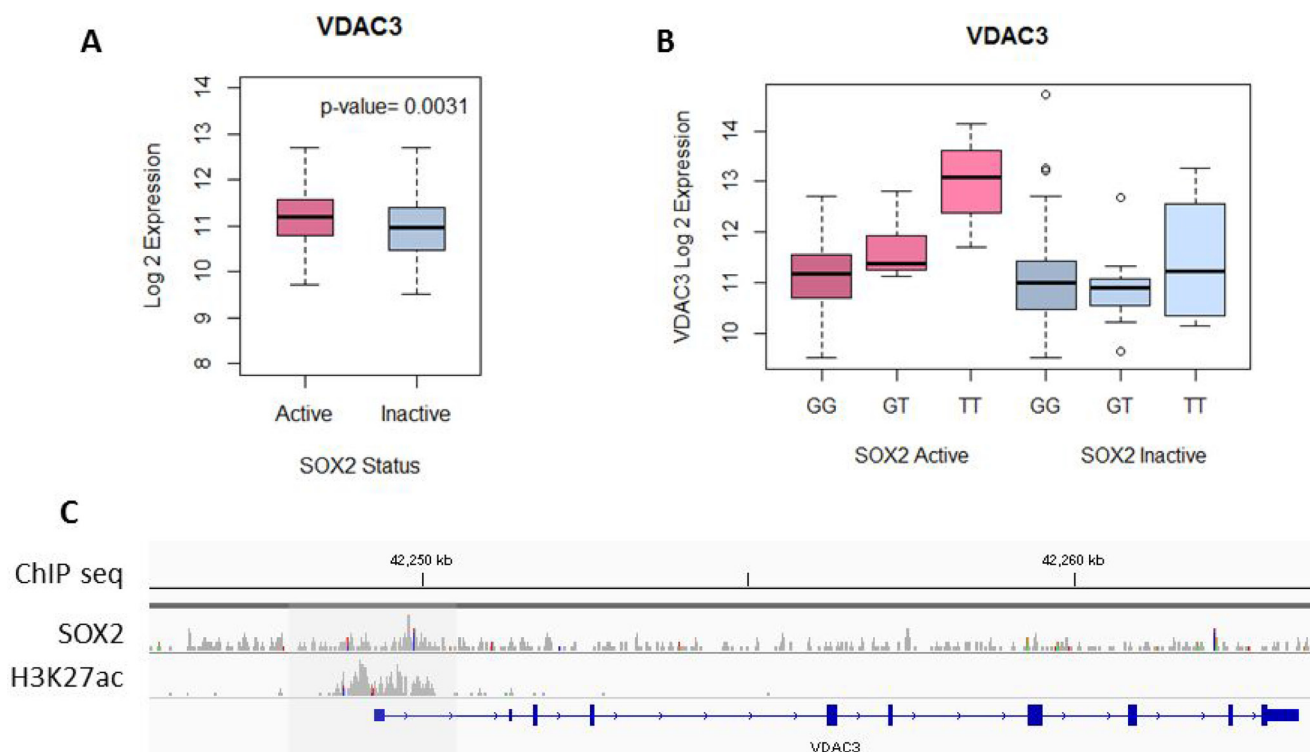 A
VDAC3
p-value= 0.0031
Log 2 Expression
14
13
12
11
10
9
8
Active
Inactive
SOX2 Status
B
VDAC3
VDAC3 Log 2 Expression
14
13
12
11
10
GG
GT
TT
GG
GT
TT
SOX2 Active
SOX2 Inactive
C
42,250 kb
42,260 kb
ChIP seq
SOX2
H3K27ac
VDAC3